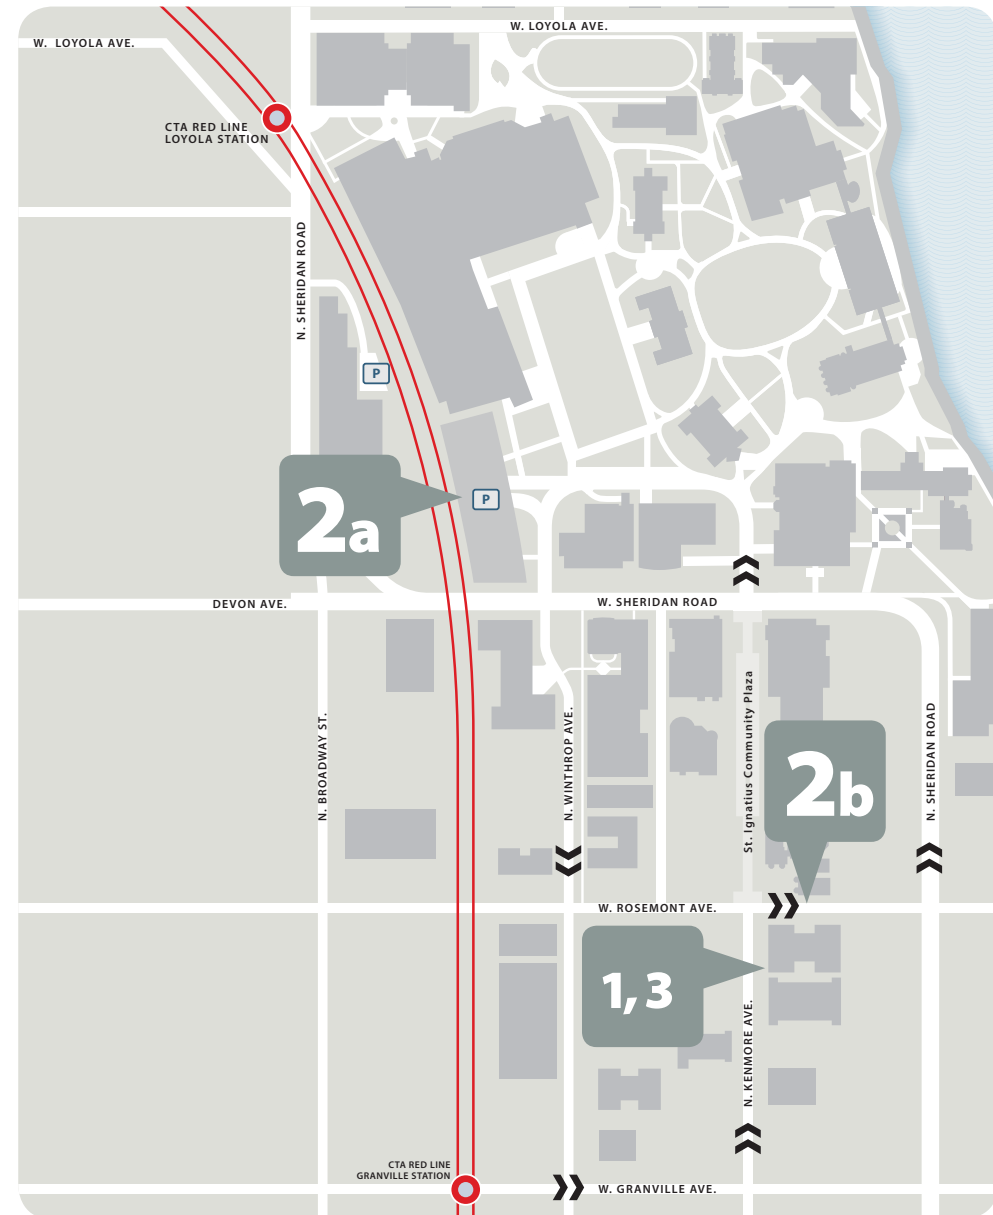 W. LOYOLA AVE.
W. LOYOLA AVE.
CTA RED LINE
LOYOLA STATION
N. SHERIDAN ROAD
P
2a
P
DEVON AVE.
W. SHERIDAN ROAD
N. BROADWAY ST.
N. WINTHROP AVE.
St. Ignatius Community Plaza
2b
N. SHERIDAN ROAD
W. ROSEMONT AVE.
1, 3
N. KENMORE AVE.
CTA RED LINE
GRANVILLE STATION
W. GRANVILLE AVE.